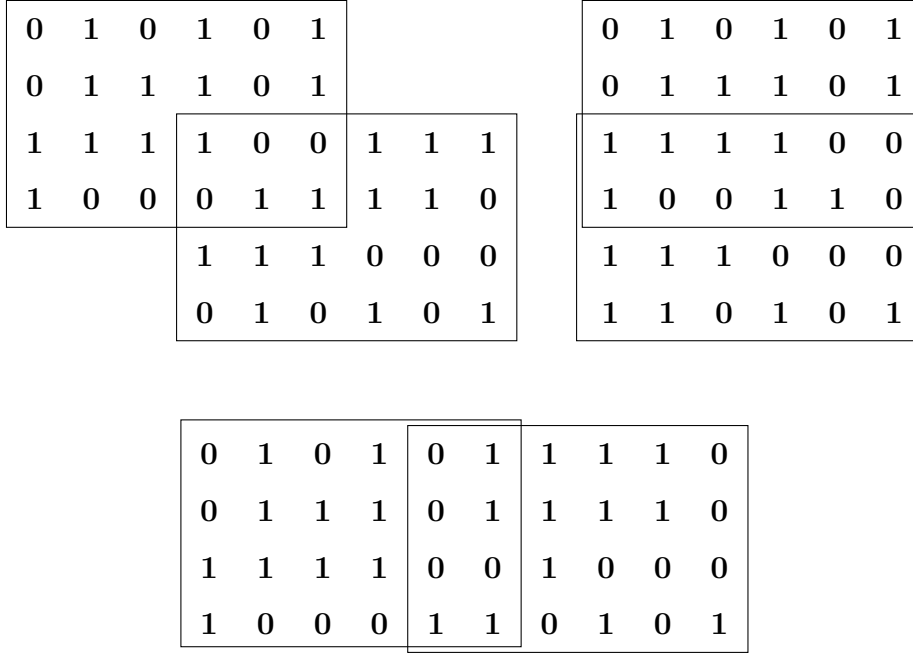 0 1 0 1 0 1
0 1 1 1 0 1
1 1 1 1 0 0 1 1 1
1 0 0 0 1 1 1 1 0
1 1 1 0 0 0
0 1 0 1 0 1
0 1 0 1 0 1
0 1 1 1 0 1
1 1 1 1 0 0
1 0 0 1 1 0
1 1 1 0 0 0
1 1 0 1 0 1
0 1 0 1 0 1 1 1 1 0
0 1 1 1 0 1 1 1 1 0
1 1 1 1 0 0 1 0 0 0
1 0 0 0 1 1 0 1 0 1